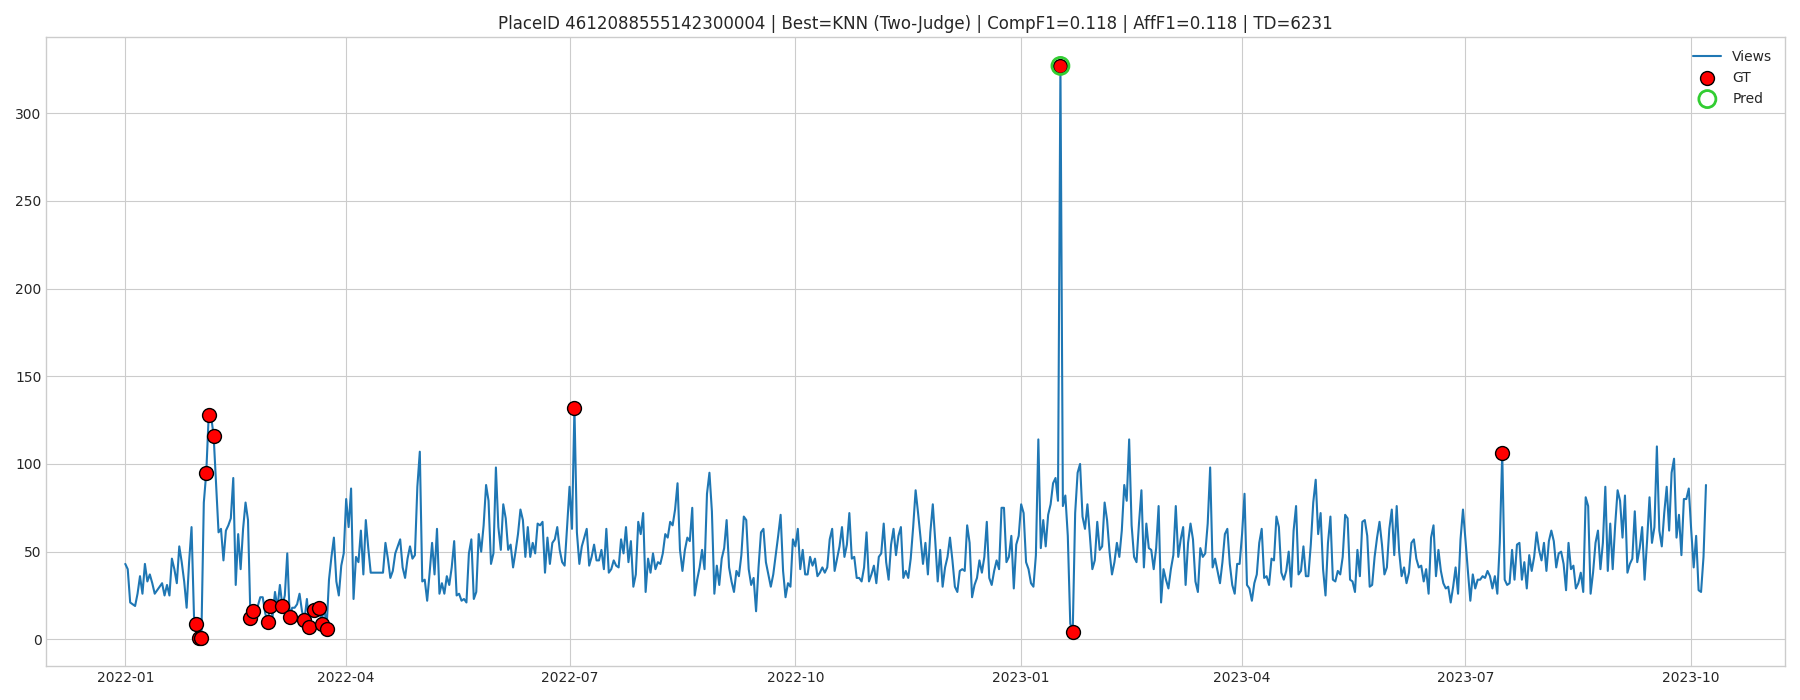 PlaceID 4612088555142300004 | Best=KNN (Two-Judge) | CompF1=0.118 | AffF1=0.118 | TD=6231
Views
GT
Pred
300
250
200
150
100
50
0
2022-01 2022-04 2022-07 2022-10 2023-01 2023-04 2023-07 2023-10